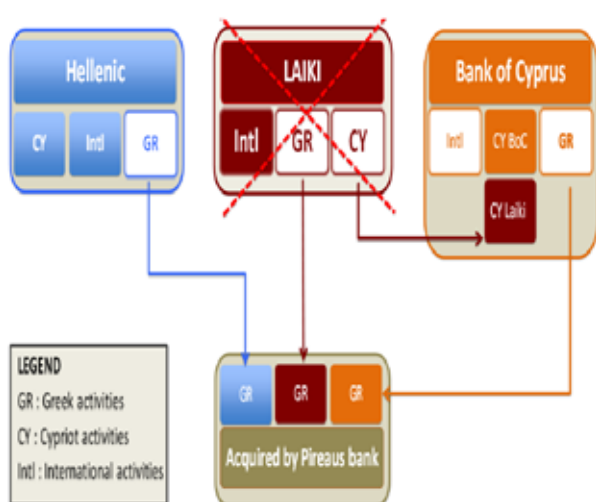 Hellenic
CY Intl GR
LAIKI
Intl GR CY
Bank of Cyprus
Intl CY BoC GR
CY Laiki
GR GR GR
Acquired by Pireaus bank
LEGEND
GR : Greek activities
CY : Cypriot activities
Intl : International activities